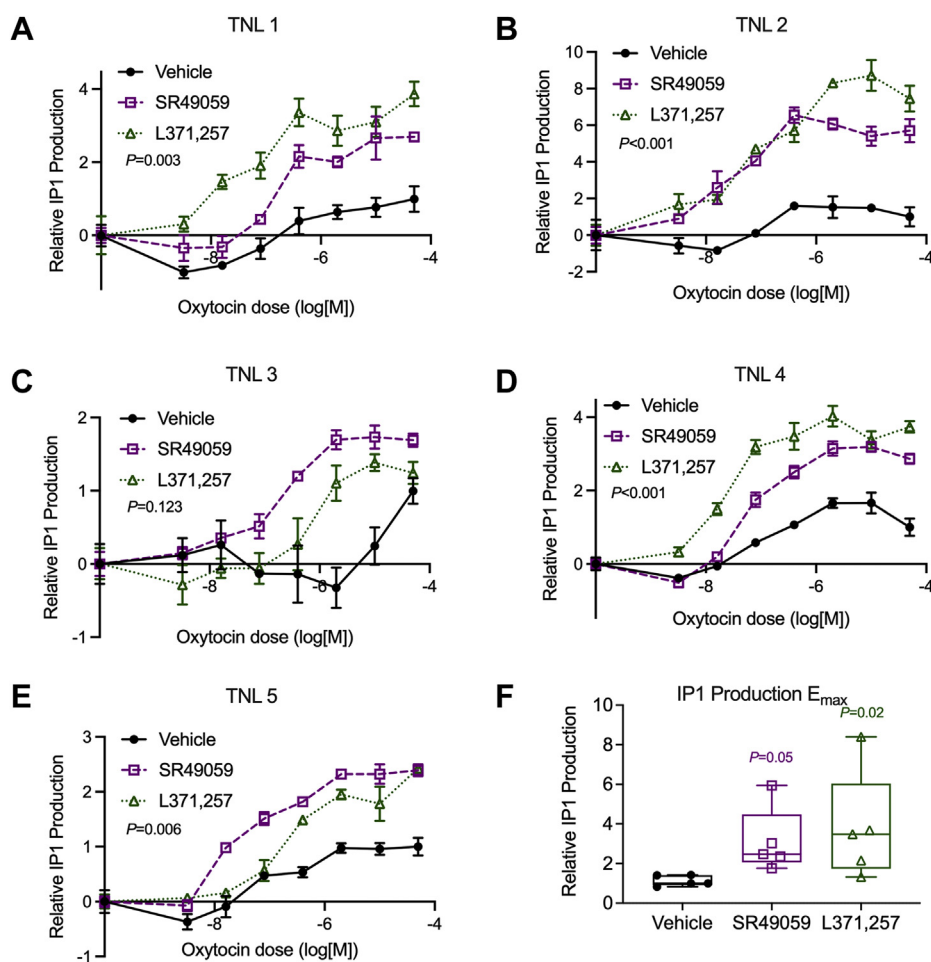 A
TNL 1
Vehicle
SR49059
L371,257
P=0.003
Relative IP1 Production
4
2
0
-8
-6
-4
Oxytocin dose (log[M])
B
TNL 2
Vehicle
SR49059
L371,257
P<0.001
Relative IP1 Production
10
8
6
4
2
0
-2
-8
-6
-4
Oxytocin dose (log[M])
C
TNL 3
Vehicle
SR49059
L371,257
P=0.123
Relative IP1 Production
2
1
0
-1
-8
-6
-4
Oxytocin dose (log[M])
D
TNL 4
Vehicle
SR49059
L371,257
P<0.001
Relative IP1 Production
4
2
0
-8
-6
-4
Oxytocin dose (log[M])
E
TNL 5
Vehicle
SR49059
L371,257
P=0.006
Relative IP1 Production
3
2
1
0
-1
-8
-6
-4
Oxytocin dose (log[M])
F
IP1 Production Emax
P=0.02
P=0.05
Relative IP1 Production
10
8
6
4
2
0
Vehicle
SR49059
L371,257